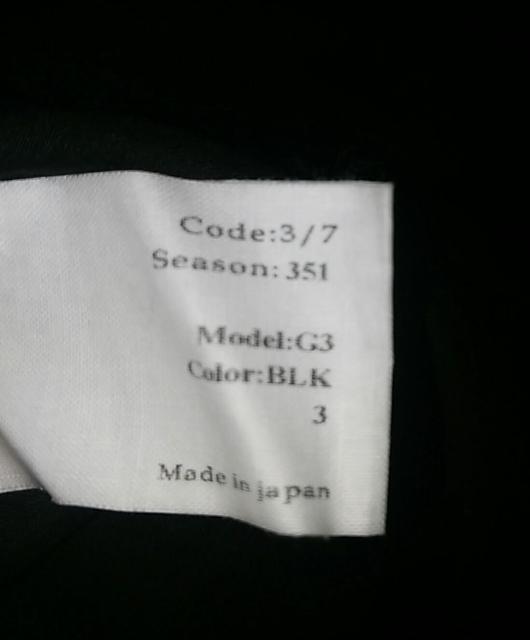 Code:3/7
Season:351
Model:G3
Color:BLK
3
Made in japan